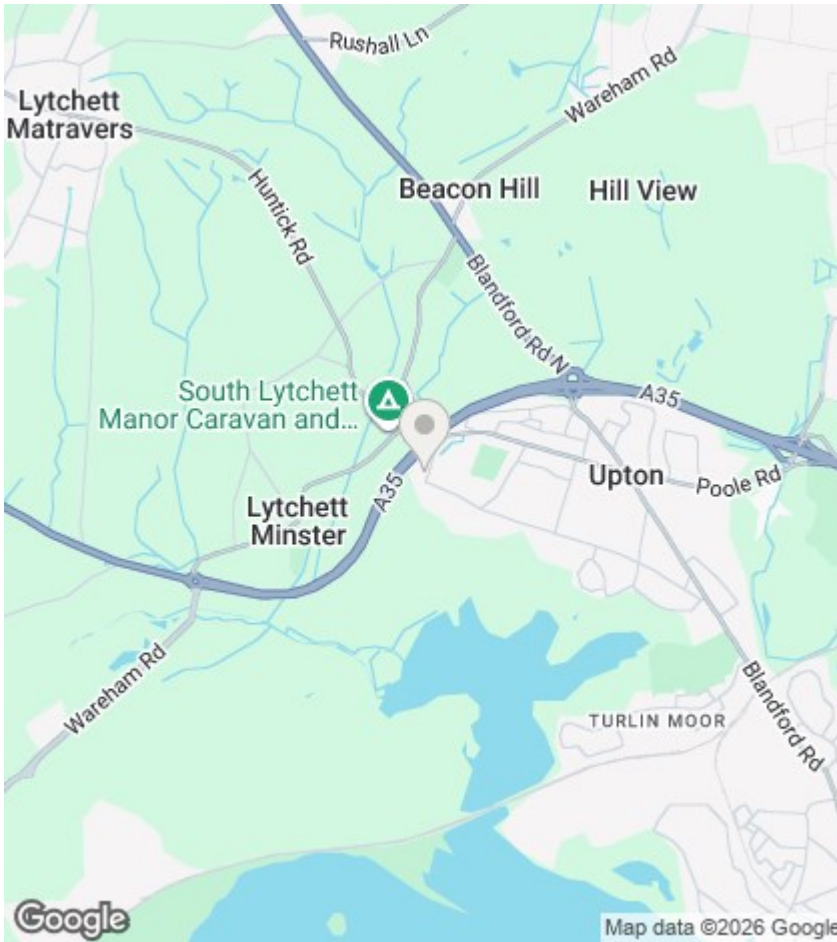 Rushall Ln
Wareham Rd
Lytchett
Matravers
Huntick Rd
Beacon Hill
Hill View
Blandford Rd N
South Lytchett
Manor Caravan and...
A35
A35
Lytchett
Minster
Upton
Poole Rd
Wareham Rd
TURLIN MOOR
Blandford Rd
Google
Map data ©2026 Google